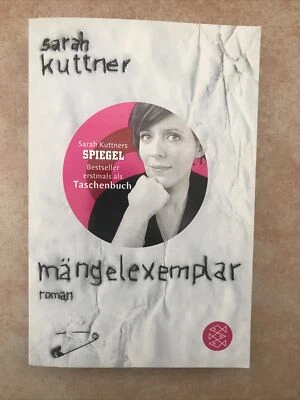 sarah
kuttner
Sarah Kuttners
SPIEGEL
Bestseller
erstmals als
Taschenbuch
mängelexemplar
roman